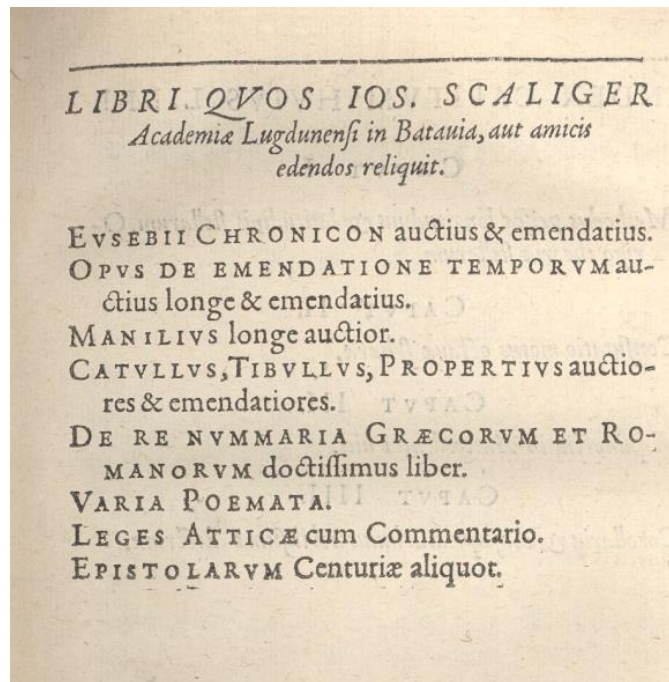 LIBRI QVOS IOS. SCALIGER
Academiæ Lugdunenſi in Batauia, aut amicis
edendos reliquit.
EVSEBII CHRONICON auctius & emendatius.
OPVS DE EMENDATIONE TEMPORVM au-
ctius longe & emendatius.
MANILIVS longe auctior.
CATVLLVS, TIBVLLVS, PROPERTIVS auctio-
res & emendatiores.
DE RE NVMMARIA GRÆCORVM ET RO-
MANORVM doctiſſimus liber.
VARIA POEMATA.
LEGES ATTICÆ cum Commentario.
EPISTOLARVM Centuriæ aliquot.